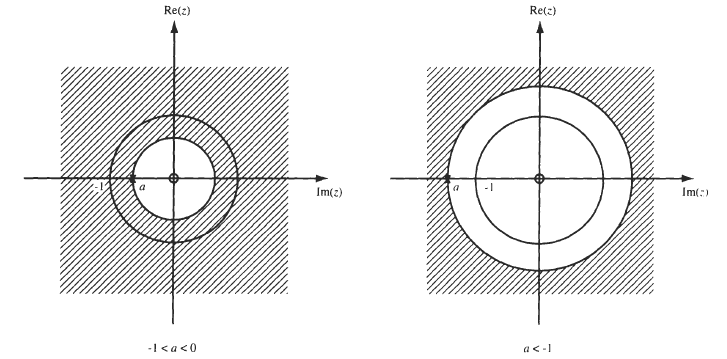 Re(z)
Re(z)
-1
a
Im(z)
a
-1
Im(z)
-1 < a < 0
a < -1